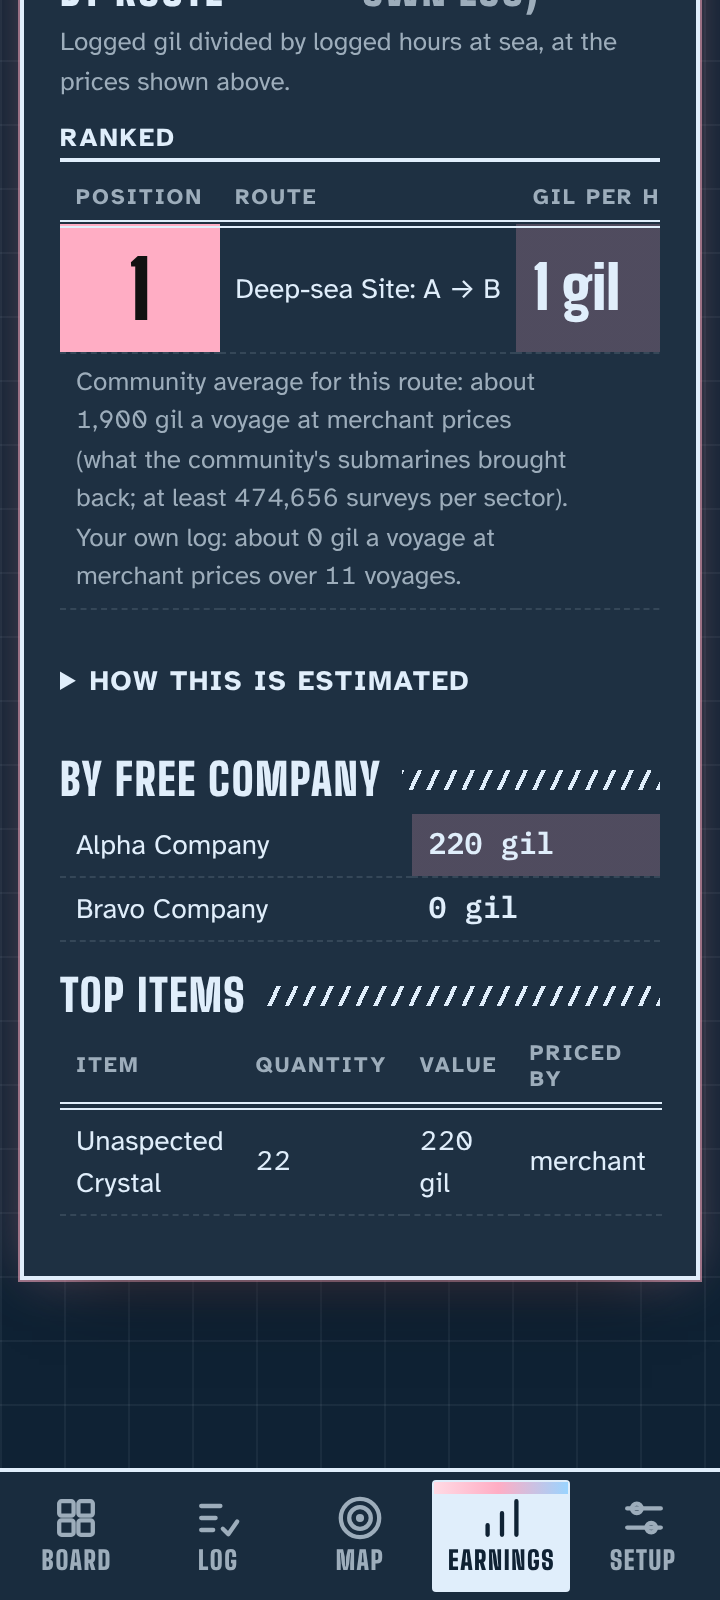 BY ROUTE OWN LOG)
Logged gil divided by logged hours at sea, at the
prices shown above.
RANKED
POSITION ROUTE GIL PER H
1 Deep-sea Site: A → B 1 gil
Community average for this route: about
1,900 gil a voyage at merchant prices
(what the community's submarines brought
back; at least 474,656 surveys per sector).
Your own log: about 0 gil a voyage at
merchant prices over 11 voyages.
HOW THIS IS ESTIMATED
BY FREE COMPANY
Alpha Company 220 gil
Bravo Company 0 gil
TOP ITEMS
ITEM QUANTITY VALUE PRICED
BY
Unaspected 22 220 merchant
Crystal gil
BOARD LOG MAP EARNINGS SETUP